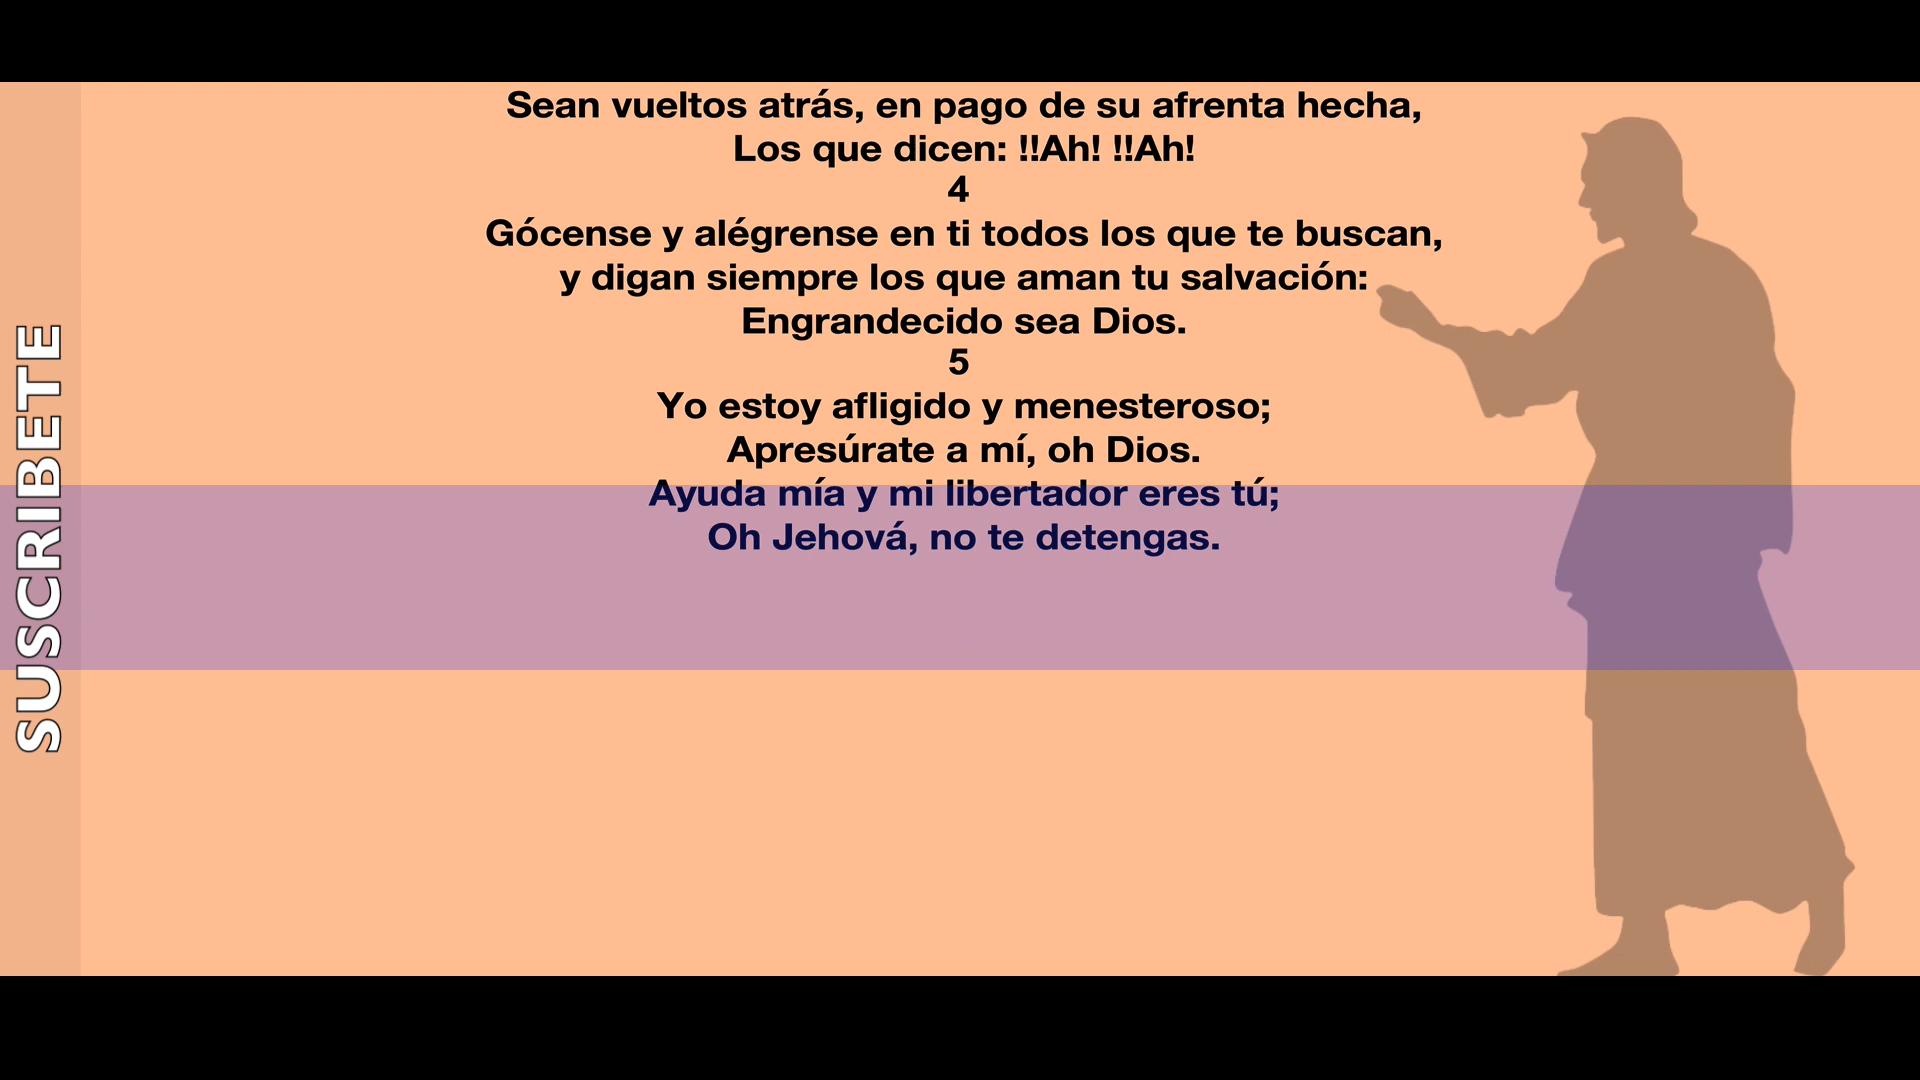 Sean vueltos atrás, en pago de su afrenta hecha,
Los que dicen: !!Ah! !!Ah!
4
Gócense y alégrense en ti todos los que te buscan,
y digan siempre los que aman tu salvación:
Engrandecido sea Dios.
5
Yo estoy afligido y menesteroso;
Apresúrate a mí, oh Dios.
Ayuda mía y mi libertador eres tú;
Oh Jehová, no te detengas.
SUSCRIBETE